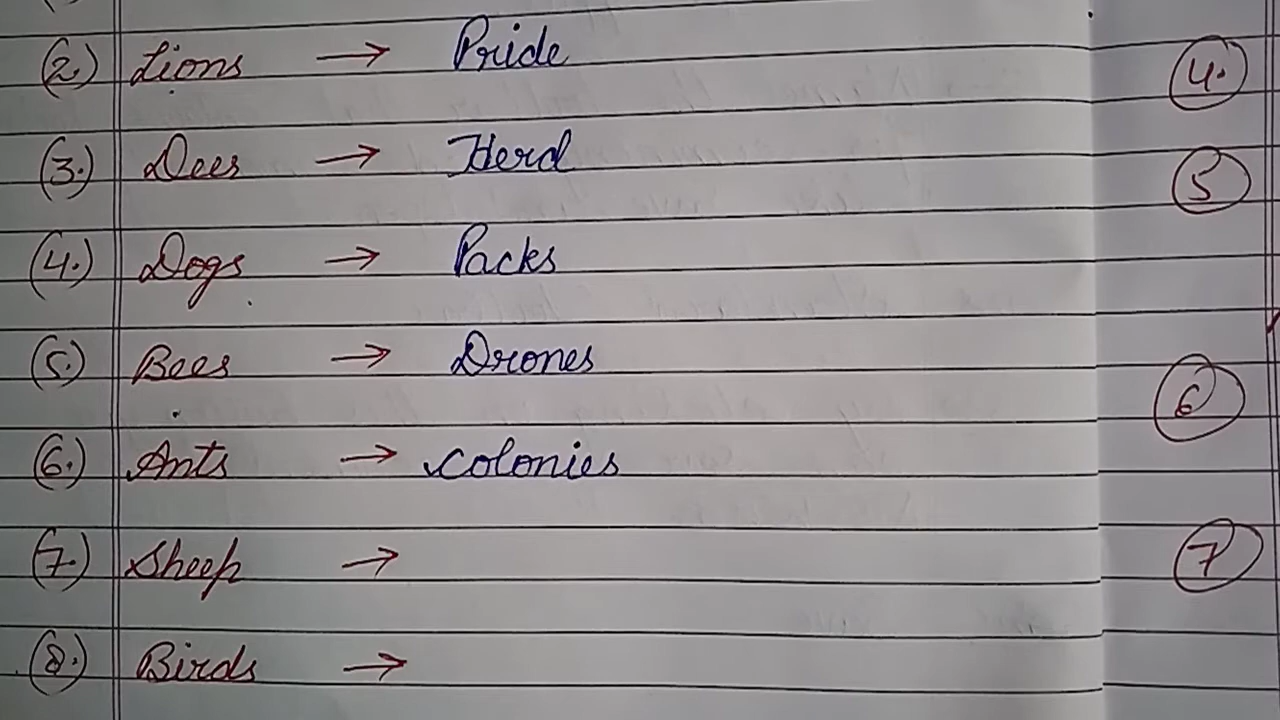 (2.) Lions → Pride
(3.) Deer → Herd
(4.) Dogs → Packs
(5.) Bees → Drones
(6.) Ants → Colonies
(7.) Sheep →
(8.) Birds →
4.
5
6
7